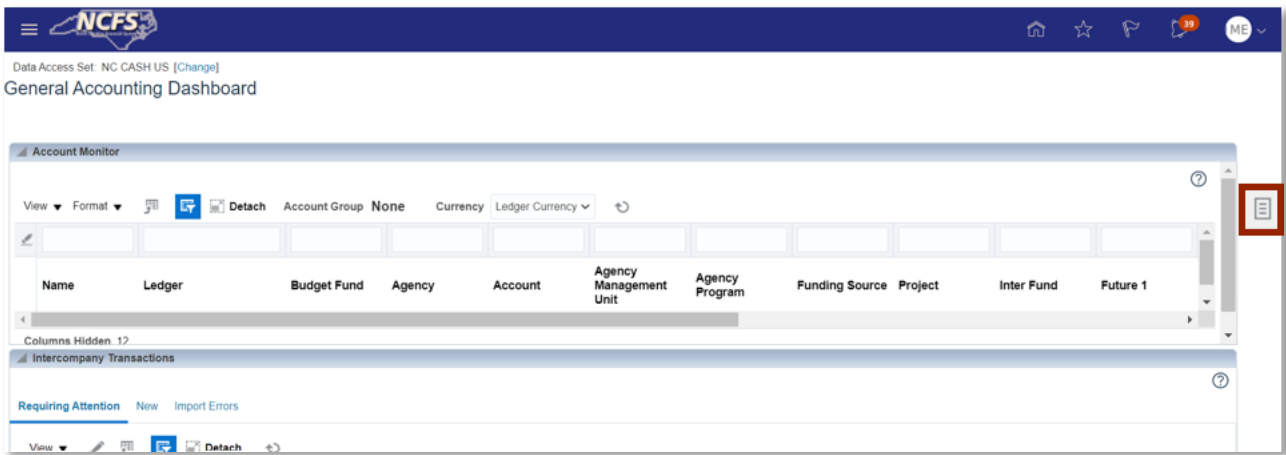 NCFS
39
ME
Data Access Set: NC CASH US [Change]
General Accounting Dashboard
Account Monitor
View Format Detach Account Group None Currency Ledger Currency
Name Ledger Budget Fund Agency Account Agency Management Unit Agency Program Funding Source Project Inter Fund Future 1
Columns Hidden 12
Intercompany Transactions
Requiring Attention New Import Errors
View Detach